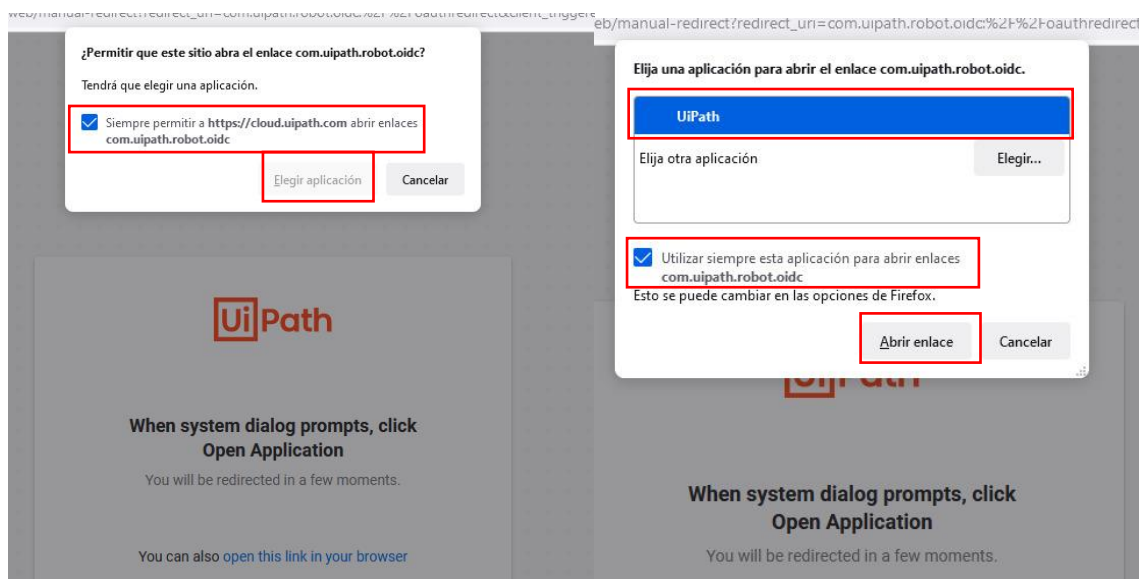 web/manual-redirect?redirect_uri=com.uipath.robot.oidc:%2F%2Foauthredirect&client_triggere
¿Permitir que este sitio abra el enlace com.uipath.robot.oidc?
Tendrá que elegir una aplicación.
Siempre permitir a https://cloud.uipath.com abrir enlaces
com.uipath.robot.oidc
Elegir aplicación
Cancelar
UiPath
When system dialog prompts, click
Open Application
You will be redirected in a few moments.
You can also open this link in your browser
eb/manual-redirect?redirect_uri=com.uipath.robot.oidc:%2F%2Foauthredirect
Elija una aplicación para abrir el enlace com.uipath.robot.oidc.
UiPath
Elija otra aplicación
Elegir...
Utilizar siempre esta aplicación para abrir enlaces
com.uipath.robot.oidc
Esto se puede cambiar en las opciones de Firefox.
Abrir enlace
Cancelar
UiPath
When system dialog prompts, click
Open Application
You will be redirected in a few moments.